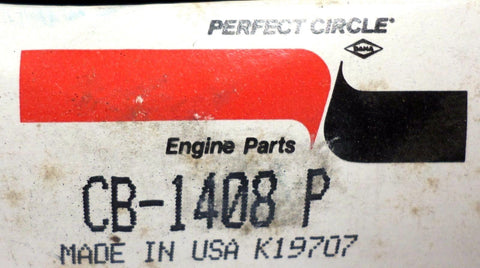 PERFECT CIRCLE®
DANA
Engine Parts
CB-1408 P
MADE IN USA K19707